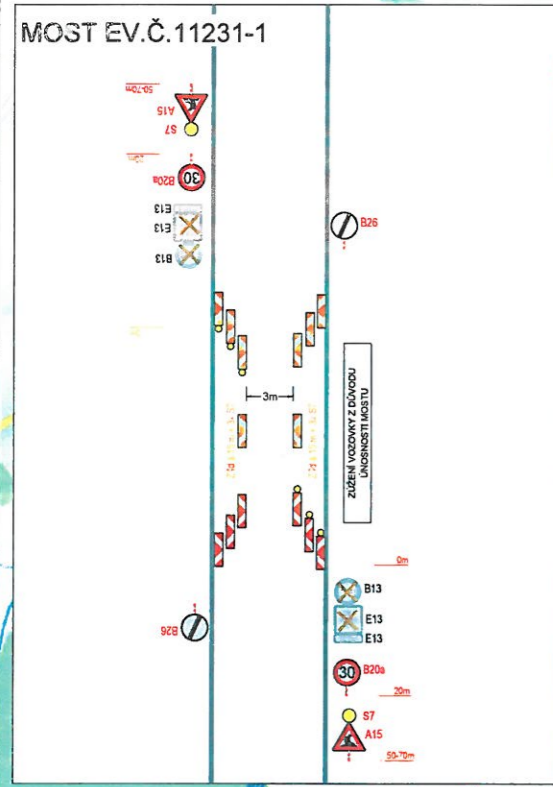 MOST EV.Č.11231-1
50-70m
A15
S7
B20a
30
E13
E13
B13
B26
3m
ZÚŽENÍ VOZOVKY Z DŮVODU
ÚNOSNOSTI MOSTU
0m
B13
E13
E13
B26
30
B20a
20m
S7
A15
50-70m